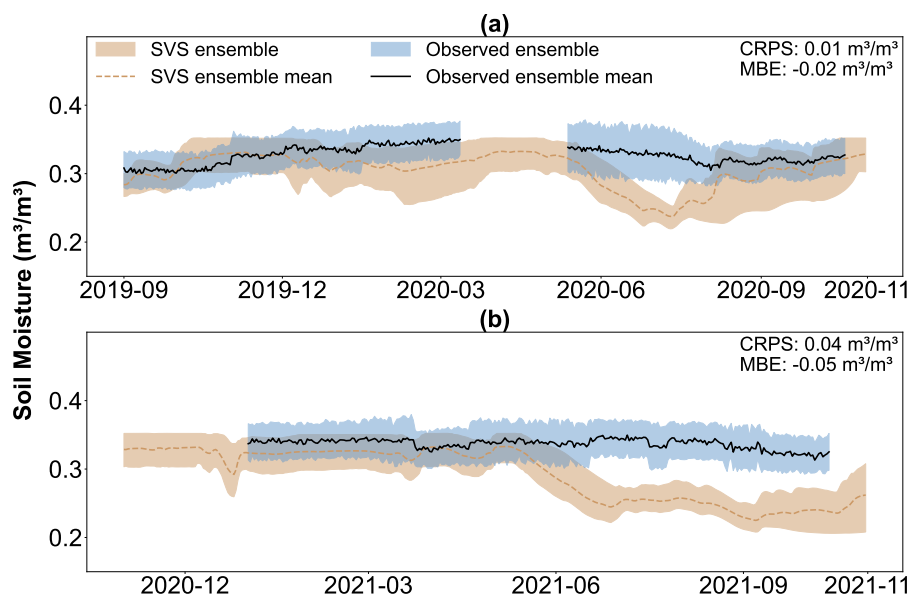 (a)
SVS ensemble
Observed ensemble
SVS ensemble mean
Observed ensemble mean
CRPS: 0.01 m³/m³
MBE: -0.02 m³/m³
0.4
0.3
0.2
2019-09
2019-12
2020-03
2020-06
2020-09
2020-11
Soil Moisture (m³/m³)
(b)
CRPS: 0.04 m³/m³
MBE: -0.05 m³/m³
0.4
0.3
0.2
2020-12
2021-03
2021-06
2021-09
2021-11